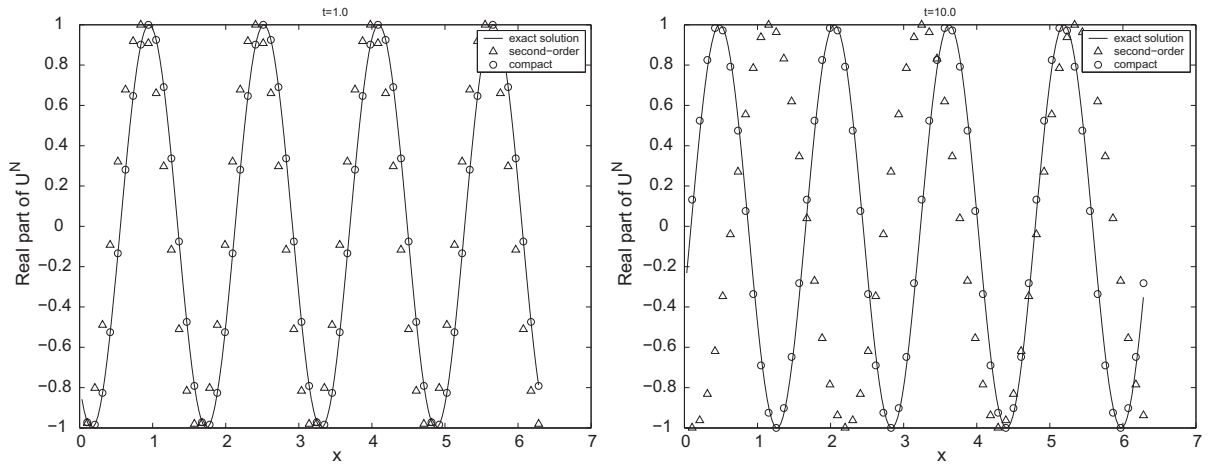 t=1.0
1
0.8
0.6
0.4
0.2
0
−0.2
−0.4
−0.6
−0.8
−1
Real part of U^N
exact solution
second−order
compact
0 1 2 3 4 5 6 7
x
t=10.0
1
0.8
0.6
0.4
0.2
0
−0.2
−0.4
−0.6
−0.8
−1
Real part of U^N
exact solution
second−order
compact
0 1 2 3 4 5 6 7
x